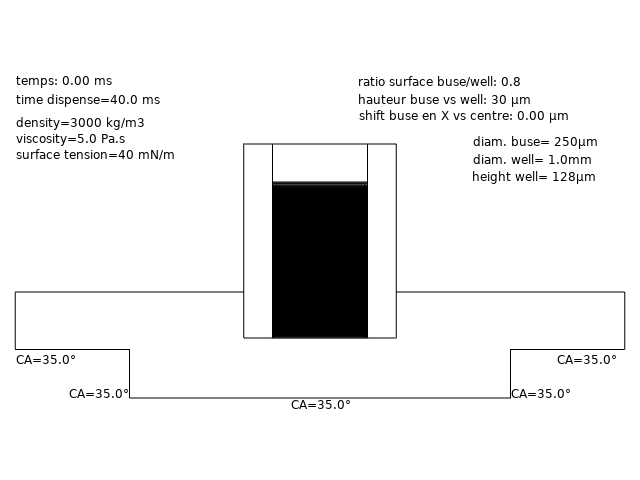 temps: 0.00 ms
time dispense=40.0 ms
density=3000 kg/m3
viscosity=5.0 Pa.s
surface tension=40 mN/m
ratio surface buse/well: 0.8
hauteur buse vs well: 30 µm
shift buse en X vs centre: 0.00 µm
diam. buse= 250µm
diam. well= 1.0mm
height well= 128µm
CA=35.0°
CA=35.0°
CA=35.0°
CA=35.0°
CA=35.0°